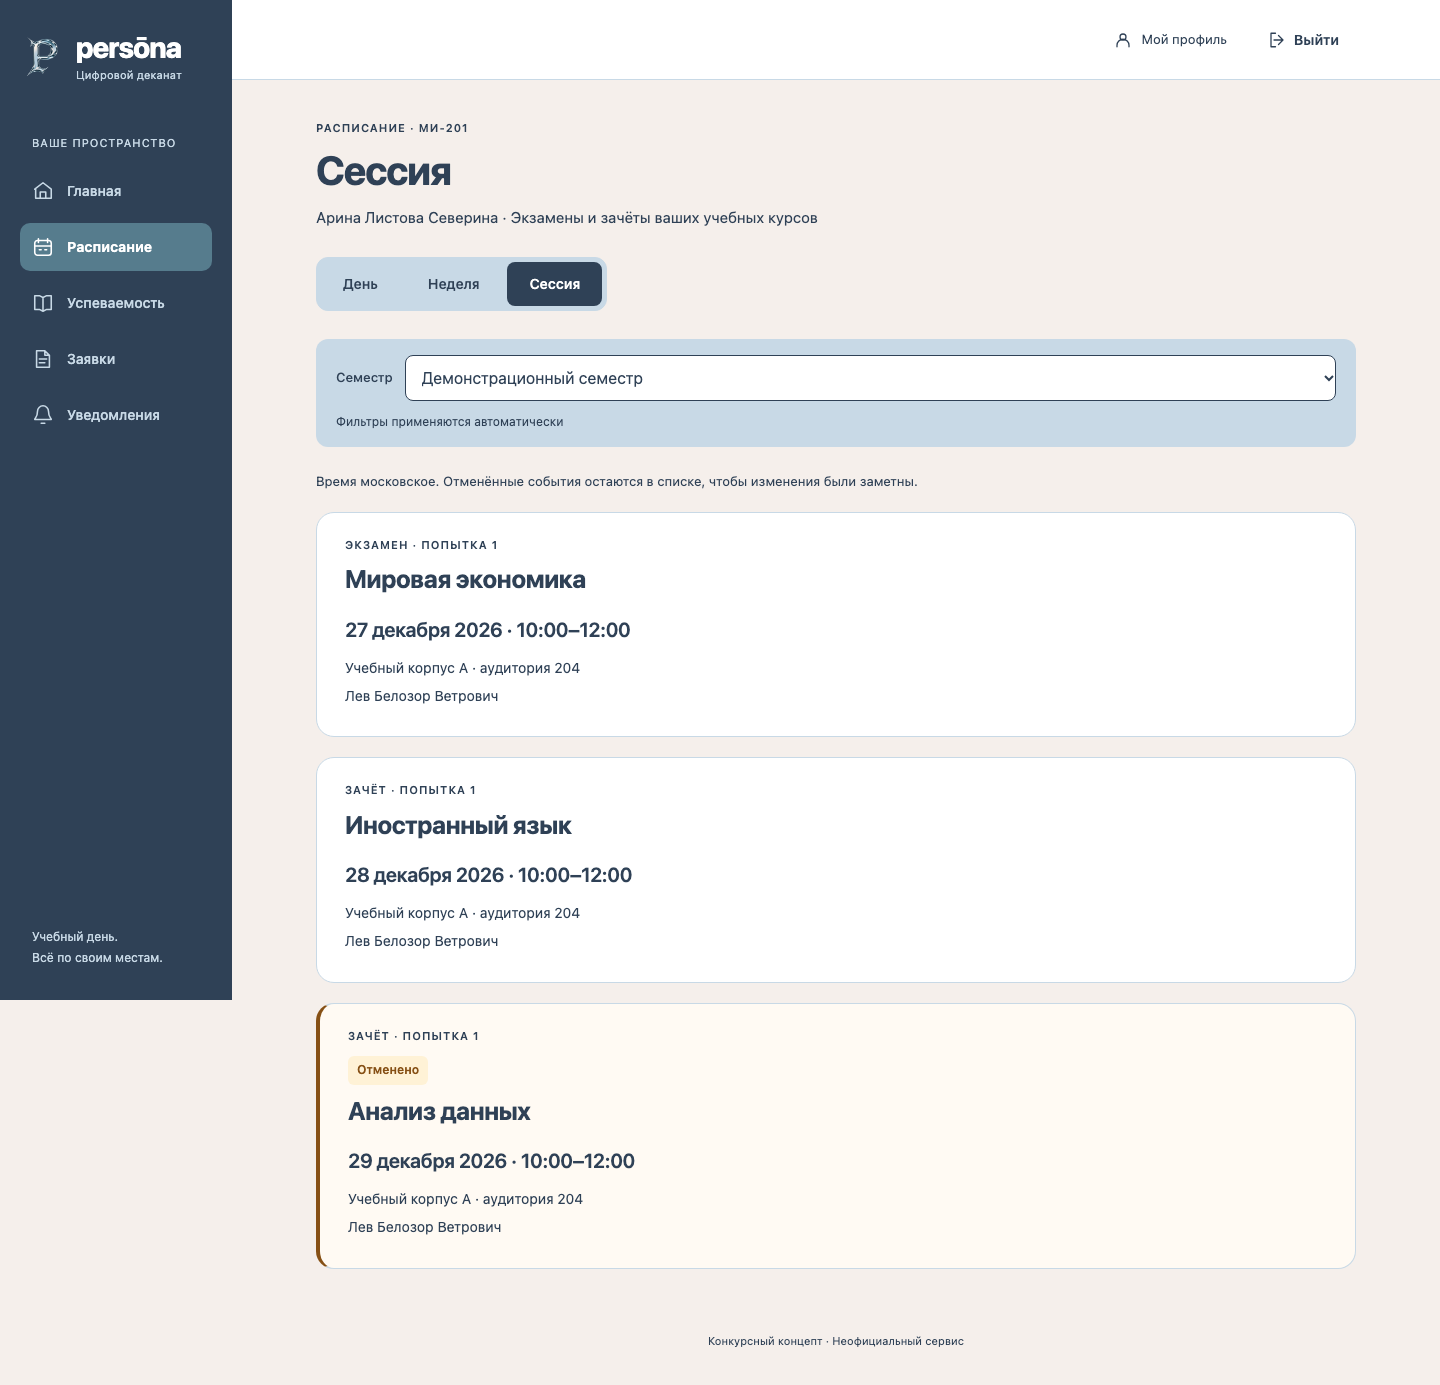 persōna
Цифровой деканат
ВАШЕ ПРОСТРАНСТВО
Главная
Расписание
Успеваемость
Заявки
Уведомления
Учебный день.
Всё по своим местам.
Мой профиль
Выйти
РАСПИСАНИЕ · МИ-201
Сессия
Арина Листова Северина · Экзамены и зачёты ваших учебных курсов
День
Неделя
Сессия
Семестр
Демонстрационный семестр
Фильтры применяются автоматически
Время московское. Отменённые события остаются в списке, чтобы изменения были заметны.
ЭКЗАМЕН · ПОПЫТКА 1
Мировая экономика
27 декабря 2026 · 10:00–12:00
Учебный корпус А · аудитория 204
Лев Белозор Ветрович
ЗАЧЁТ · ПОПЫТКА 1
Иностранный язык
28 декабря 2026 · 10:00–12:00
Учебный корпус А · аудитория 204
Лев Белозор Ветрович
ЗАЧЁТ · ПОПЫТКА 1
Отменено
Анализ данных
29 декабря 2026 · 10:00–12:00
Учебный корпус А · аудитория 204
Лев Белозор Ветрович
Конкурсный концепт · Неофициальный сервис